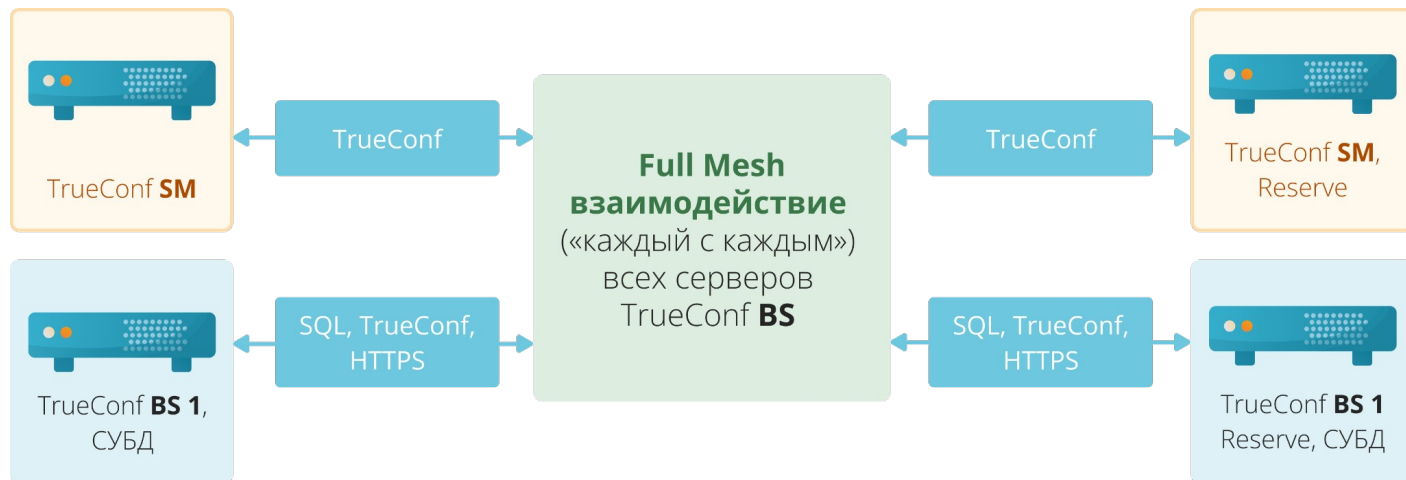 TrueConf SM
TrueConf
Full Mesh
взаимодействие
(«каждый с каждым»)
всех серверов
TrueConf BS
TrueConf
TrueConf SM,
Reserve
TrueConf BS 1,
СУБД
SQL, TrueConf,
HTTPS
SQL, TrueConf,
HTTPS
TrueConf BS 1
Reserve, СУБД